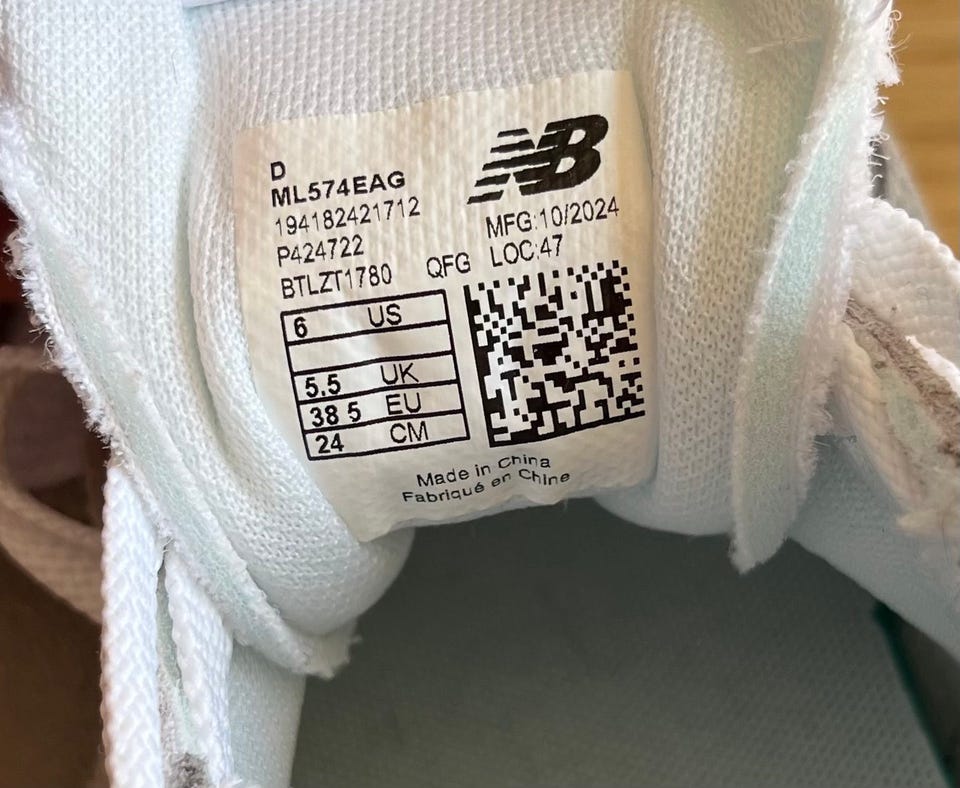 D
ML574EAG
194182421712
P424722
BTLZT1780
NB
MFG:10/2024
QFG LOC:47
6 US
5.5 UK
38 5 EU
24 CM
Made in China
Fabriqué en Chine